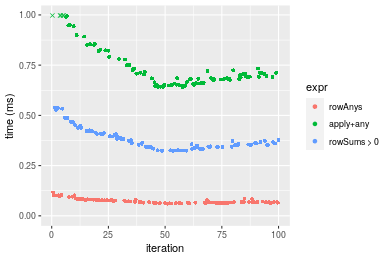 1.00
0.75
0.50
0.25
0.00
time (ms)
0
25
50
75
100
iteration
expr
rowAnys
apply+any
rowSums > 0